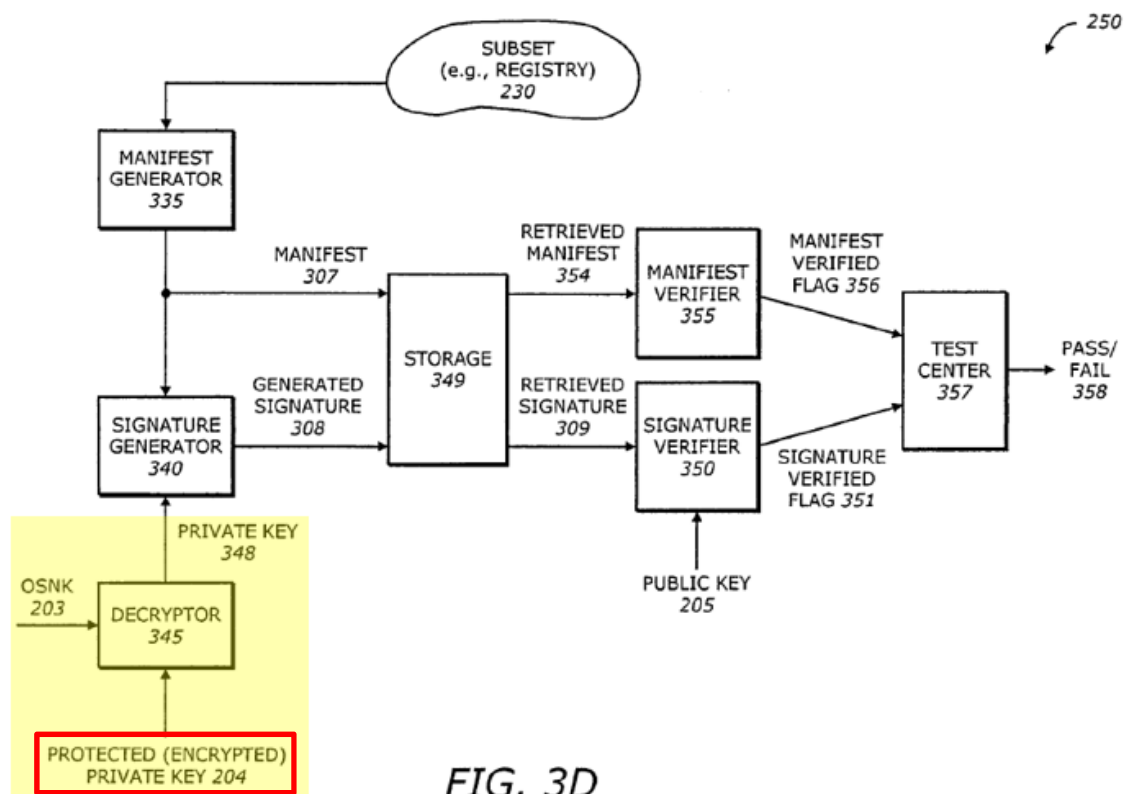 250
SUBSET
(e.g., REGISTRY)
230
MANIFEST
GENERATOR
335
MANIFEST
307
RETRIEVED
MANIFEST
354
MANIFIEST
VERIFIER
355
MANIFEST
VERIFIED
FLAG 356
STORAGE
349
TEST
CENTER
357
PASS/
FAIL
358
SIGNATURE
GENERATOR
340
GENERATED
SIGNATURE
308
RETRIEVED
SIGNATURE
309
SIGNATURE
VERIFIER
350
SIGNATURE
VERIFIED
FLAG 351
PRIVATE KEY
348
PUBLIC KEY
205
OSNK
203
DECRYPTOR
345
PROTECTED (ENCRYPTED)
PRIVATE KEY 204
FIG. 3D